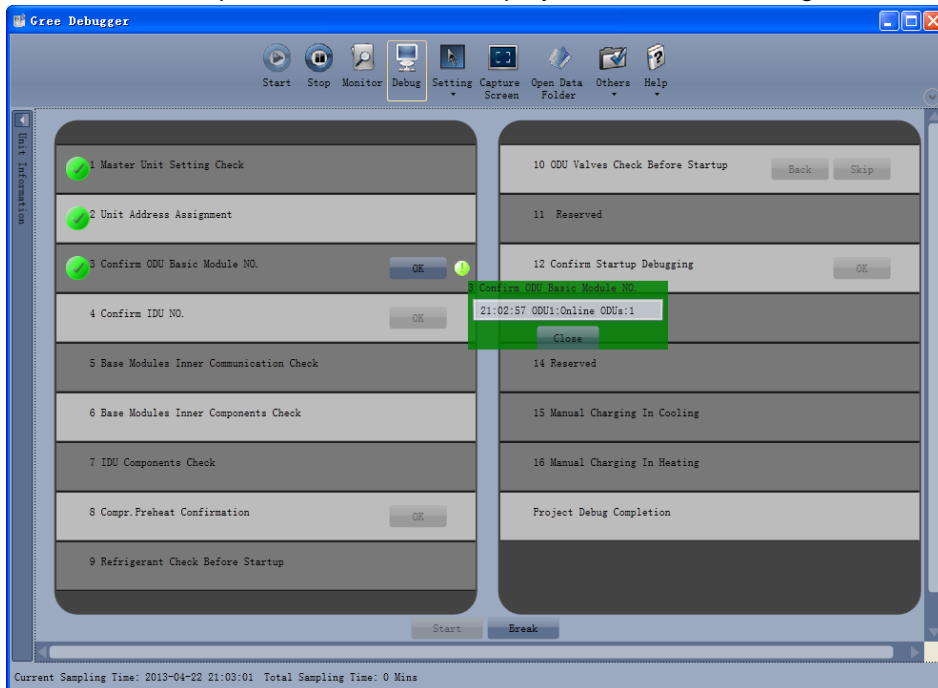 Gree Debugger
Start Stop Monitor Debug Setting Capture Screen Open Data Folder Others Help
Unit Information
1 Master Unit Setting Check
2 Unit Address Assignment
3 Confirm ODU Basic Module NO.
OK
4 Confirm IDU NO.
OK
5 Base Modules Inner Communication Check
6 Base Modules Inner Components Check
7 IDU Components Check
8 Compr.Preheat Confirmation
OK
9 Refrigerant Check Before Startup
10 ODU Valves Check Before Startup
Back Skip
11 Reserved
12 Confirm Startup Debugging
OK
3 Confirm ODU Basic Module NO.
21:02:57 ODU1:Online ODUs:1
Close
14 Reserved
15 Manual Charging In Cooling
16 Manual Charging In Heating
Project Debug Completion
Start Break
Current Sampling Time: 2013-04-22 21:03:01 Total Sampling Time: 0 Mins